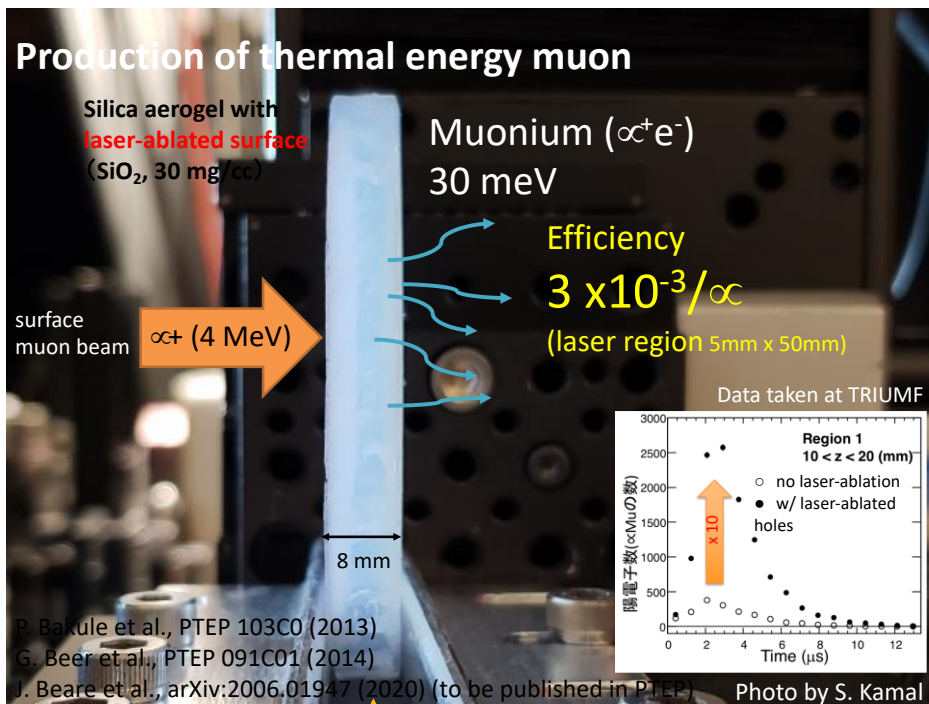 Production of thermal energy muon
Silica aerogel with
laser-ablated surface
(SiO₂, 30 mg/cc)
Muonium (∝⁺e⁻)
30 meV
Efficiency
3 x10⁻³/∝
(laser region 5mm x 50mm)
surface
muon beam
∝+ (4 MeV)
8 mm
Data taken at TRIUMF
3000
2500
2000
1500
1000
500
0
陽電子数(∝Muの数)
Region 1
10 < z < 20 (mm)
○ no laser-ablation
● w/ laser-ablated
holes
x 10
0 2 4 6 8 10 12
Time (μs)
P. Bakule et al., PTEP 103C0 (2013)
G. Beer et al., PTEP 091C01 (2014)
J. Beare et al., arXiv:2006.01947 (2020) (to be published in PTEP)
Photo by S. Kamal